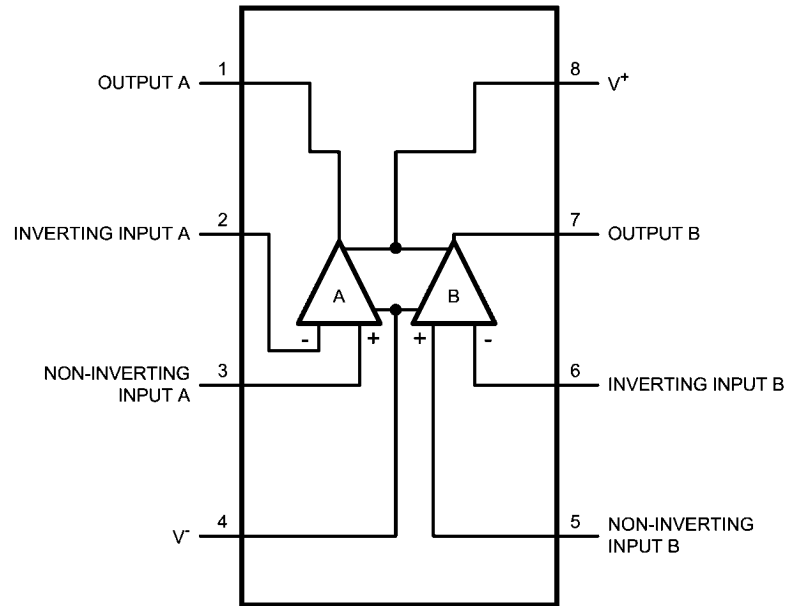 1
OUTPUT A
8
V+
2
INVERTING INPUT A
7
OUTPUT B
A
B
-
+
+
-
3
NON-INVERTING
INPUT A
6
INVERTING INPUT B
4
V-
5
NON-INVERTING
INPUT B